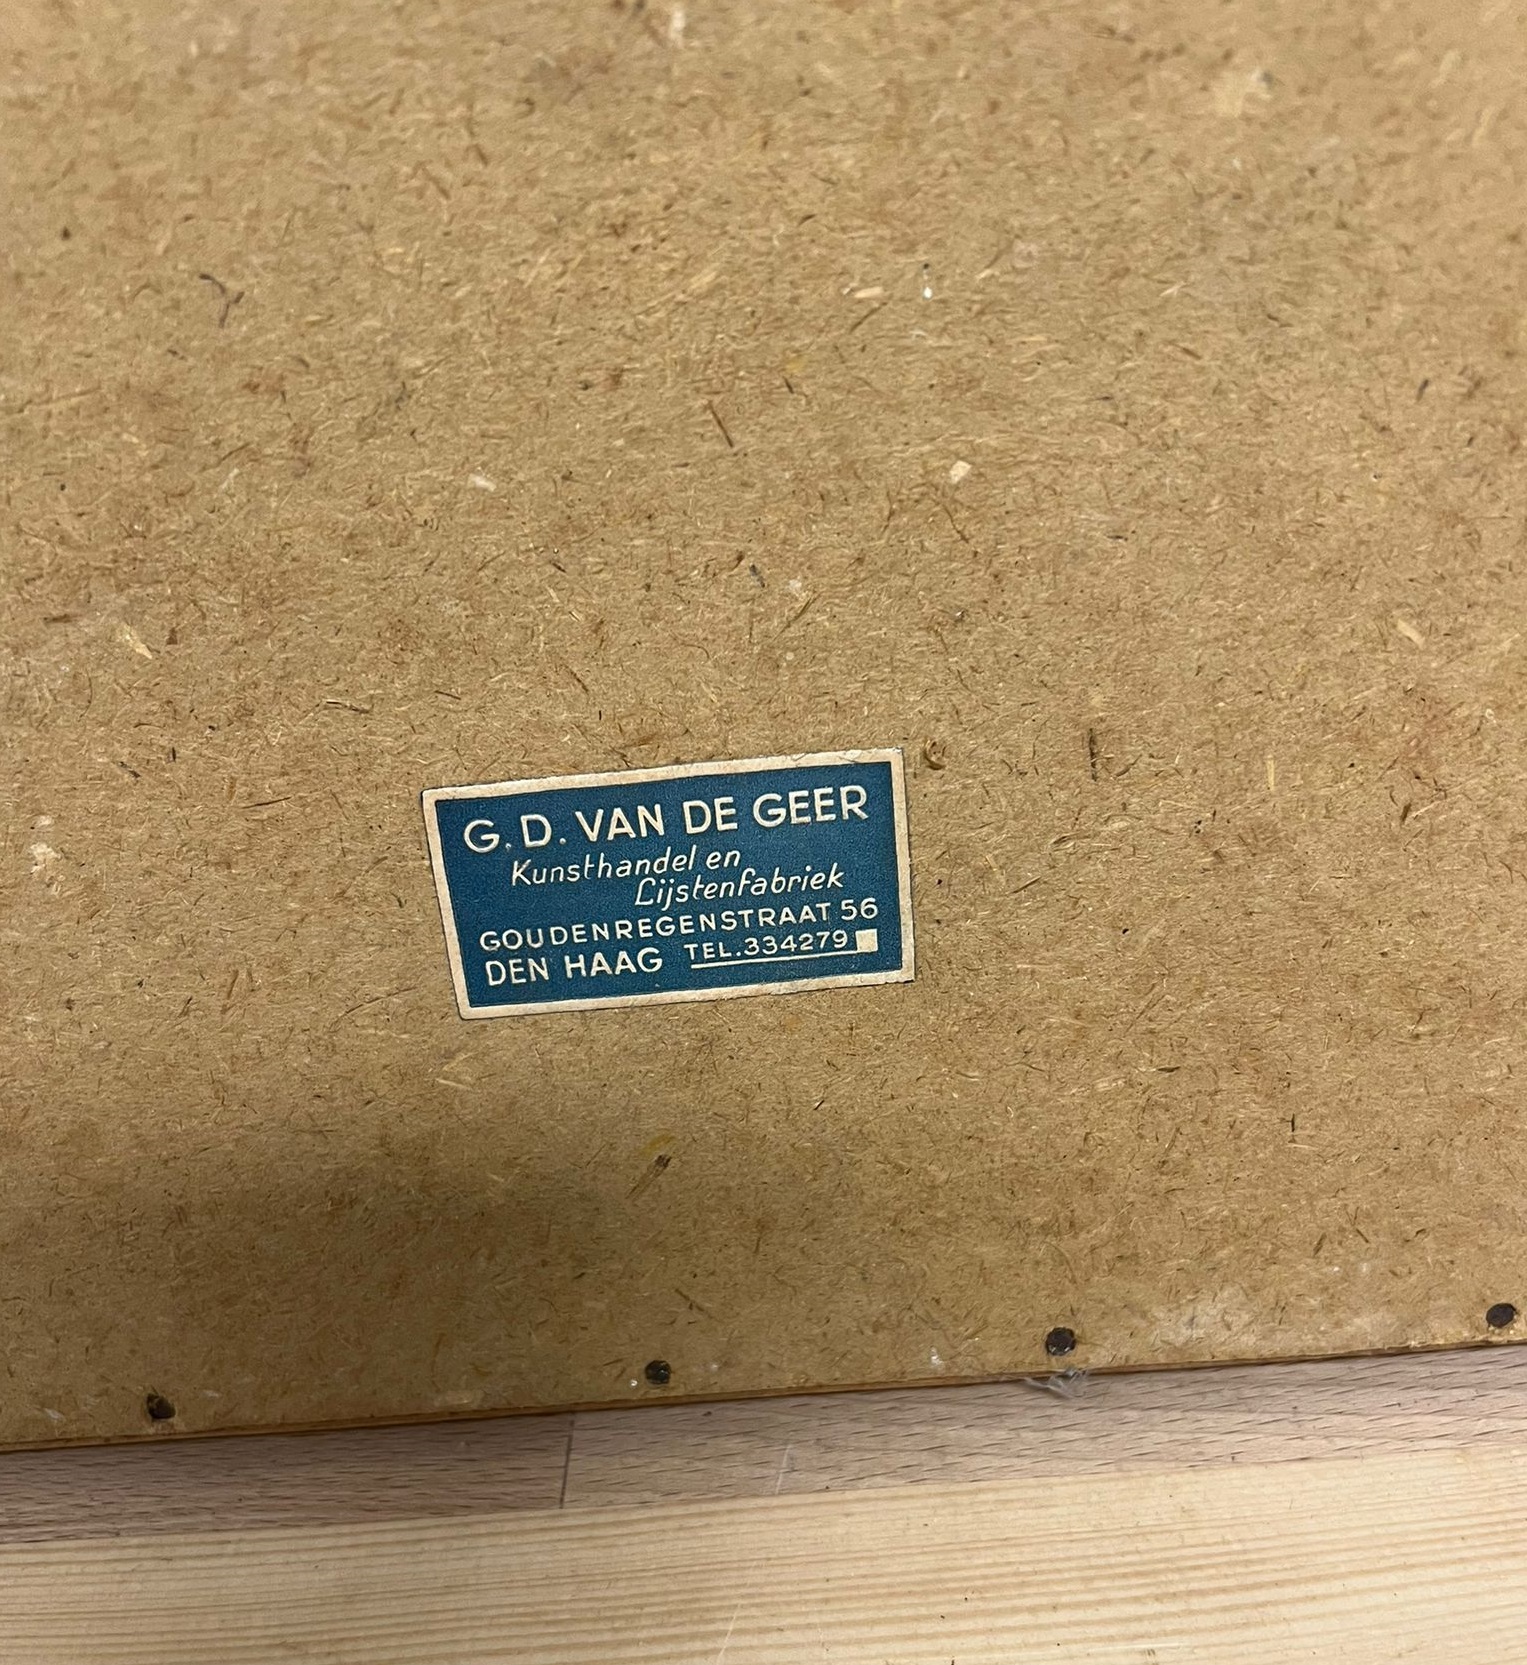 G.D. VAN DE GEER
Kunsthandel en
Lijstenfabriek
GOUDENREGENSTRAAT 56
DEN HAAG TEL.334279